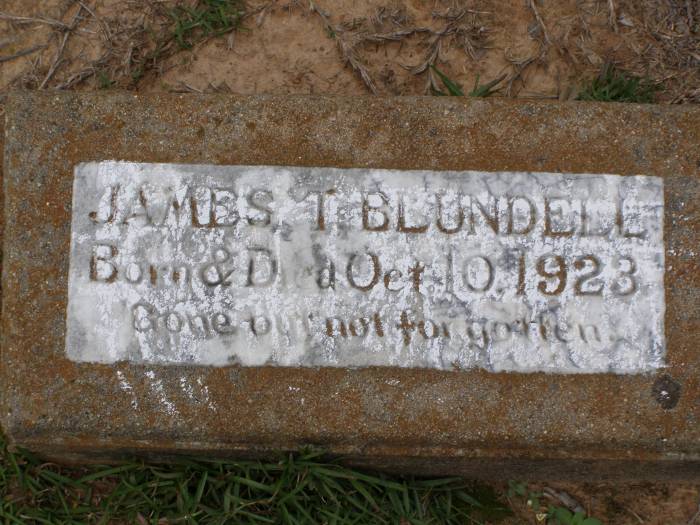 JAMES T. BLUNDELL
Born & Died Oct. 10, 1923
Gone but not forgotten.